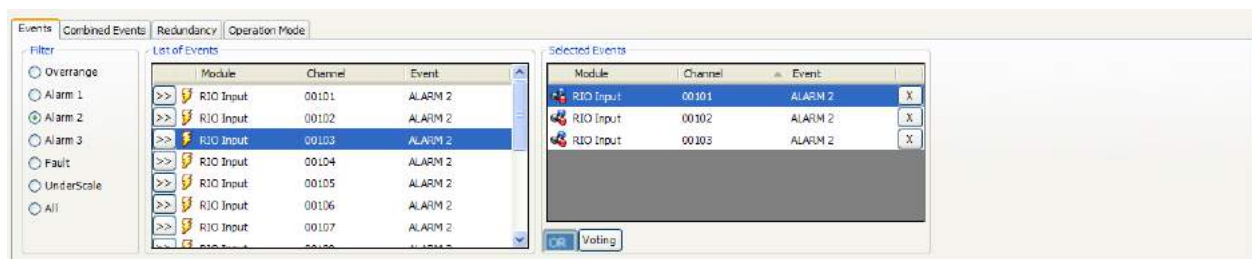 Events Combined Events Redundancy Operation Mode
Filter
Overrange
Alarm 1
Alarm 2
Alarm 3
Fault
UnderScale
All
List of Events
Module Channel Event
>> RIO Input 00101 ALARM 2
>> RIO Input 00102 ALARM 2
>> RIO Input 00103 ALARM 2
>> RIO Input 00104 ALARM 2
>> RIO Input 00105 ALARM 2
>> RIO Input 00106 ALARM 2
>> RIO Input 00107 ALARM 2
Selected Events
Module Channel Event
RIO Input 00101 ALARM 2 X
RIO Input 00102 ALARM 2 X
RIO Input 00103 ALARM 2 X
OR Voting